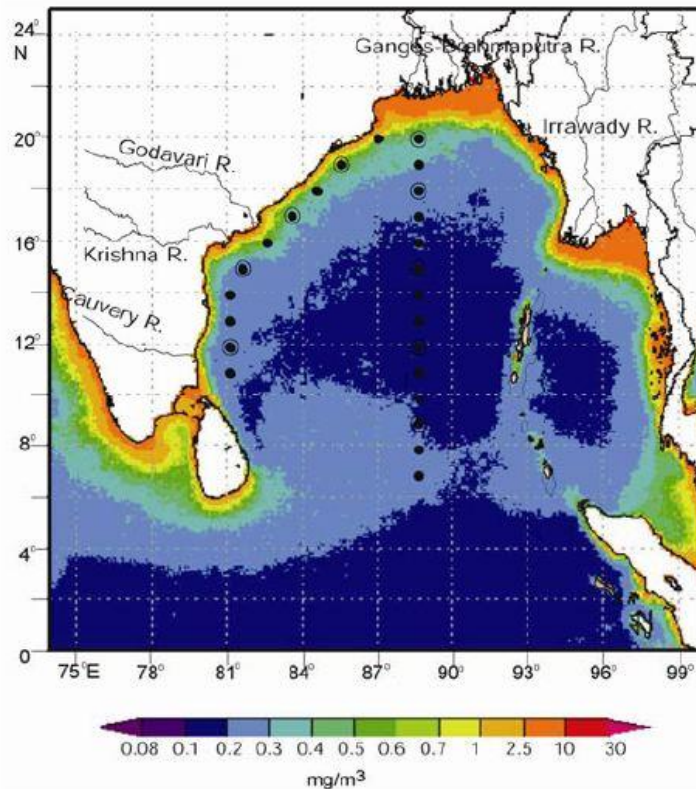 24°
N
Ganges-Brahmaputra R.
20°
Irrawady R.
Godavari R.
16°
Krishna R.
Cauvery R.
12°
8°
4°
0
75°E 78° 81° 84° 87° 90° 93° 96° 99°
0.08 0.1 0.2 0.3 0.4 0.5 0.6 0.7 1 2.5 10 30
mg/m³